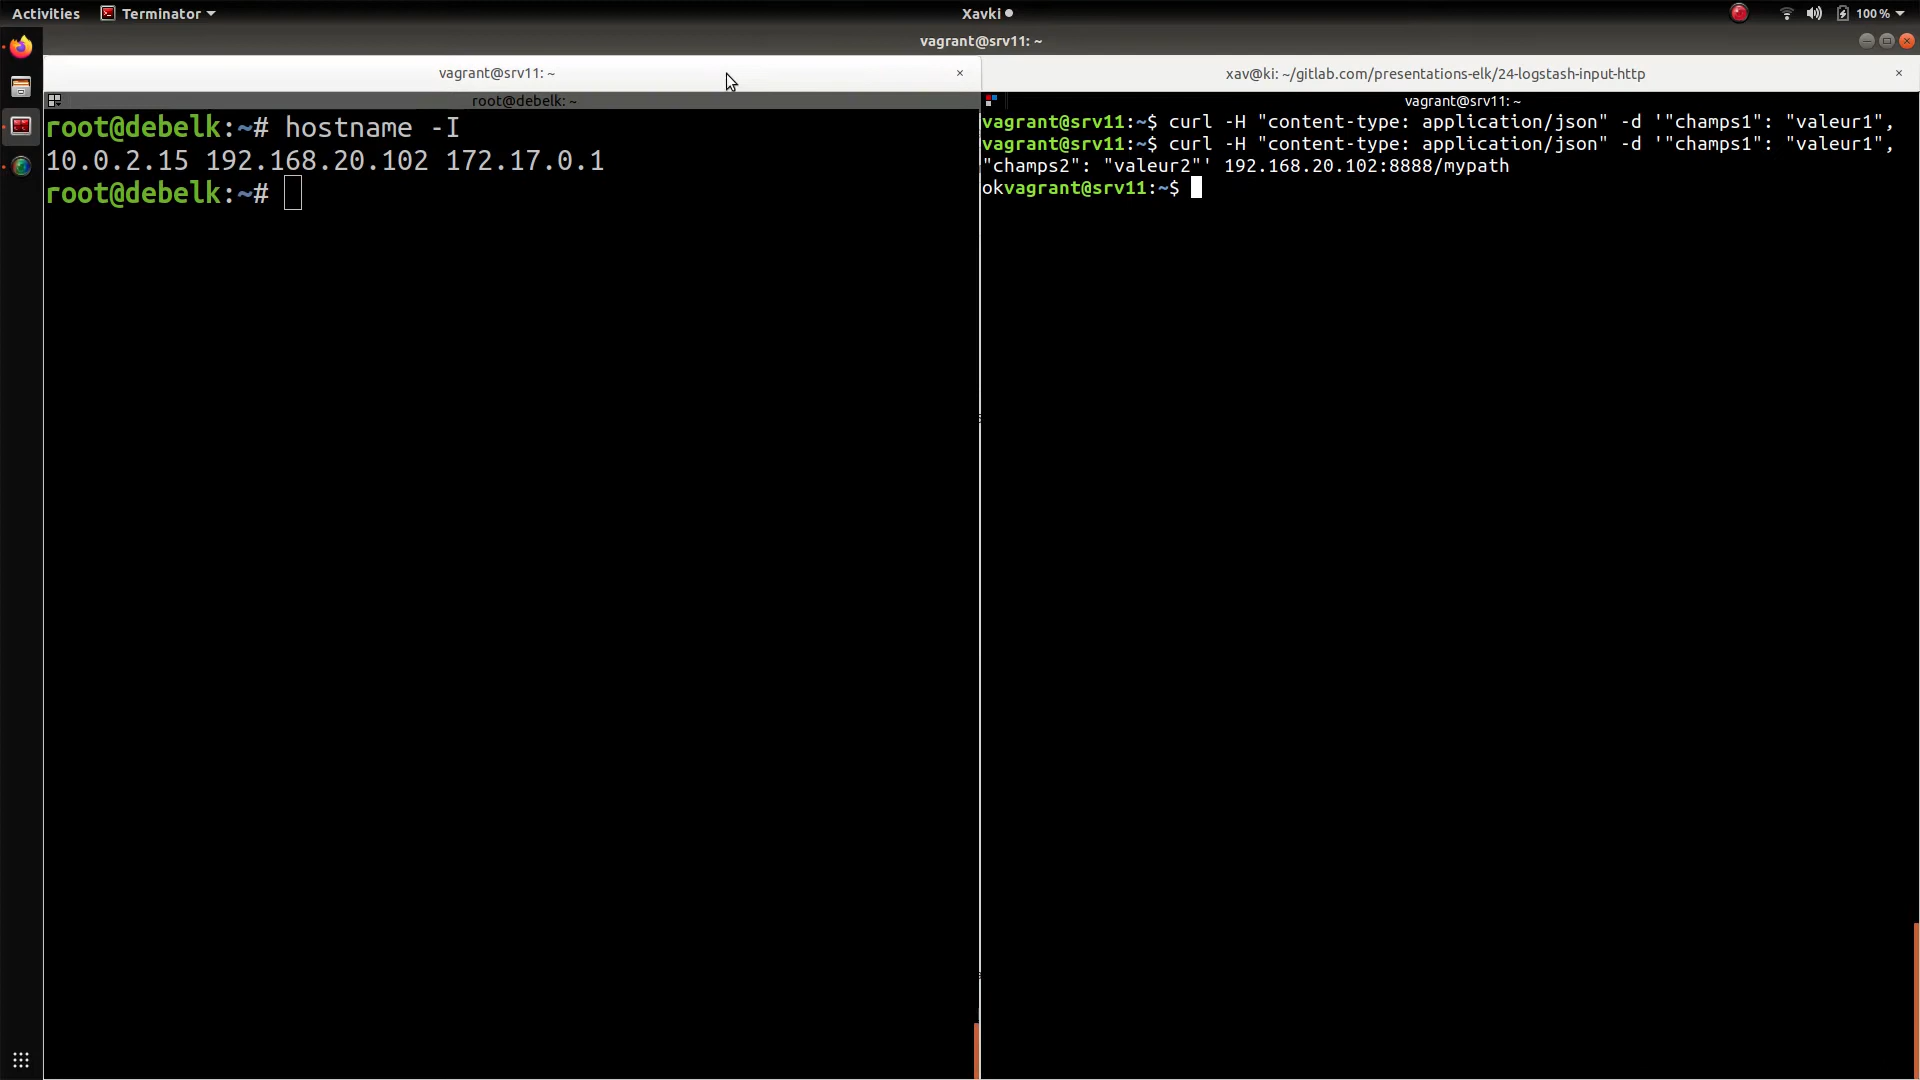 Activities
Terminator
Xavki
100 %
vagrant@srv11: ~
vagrant@srv11: ~
×
xav@ki: ~/gitlab.com/presentations-elk/24-logstash-input-http
×
root@debelk: ~
root@debelk:~# hostname -I
10.0.2.15 192.168.20.102 172.17.0.1
root@debelk:~#
vagrant@srv11: ~
vagrant@srv11:~$ curl -H "content-type: application/json" -d '"champs1": "valeur1",
vagrant@srv11:~$ curl -H "content-type: application/json" -d '"champs1": "valeur1",
"champs2": "valeur2"' 192.168.20.102:8888/mypath
okvagrant@srv11:~$